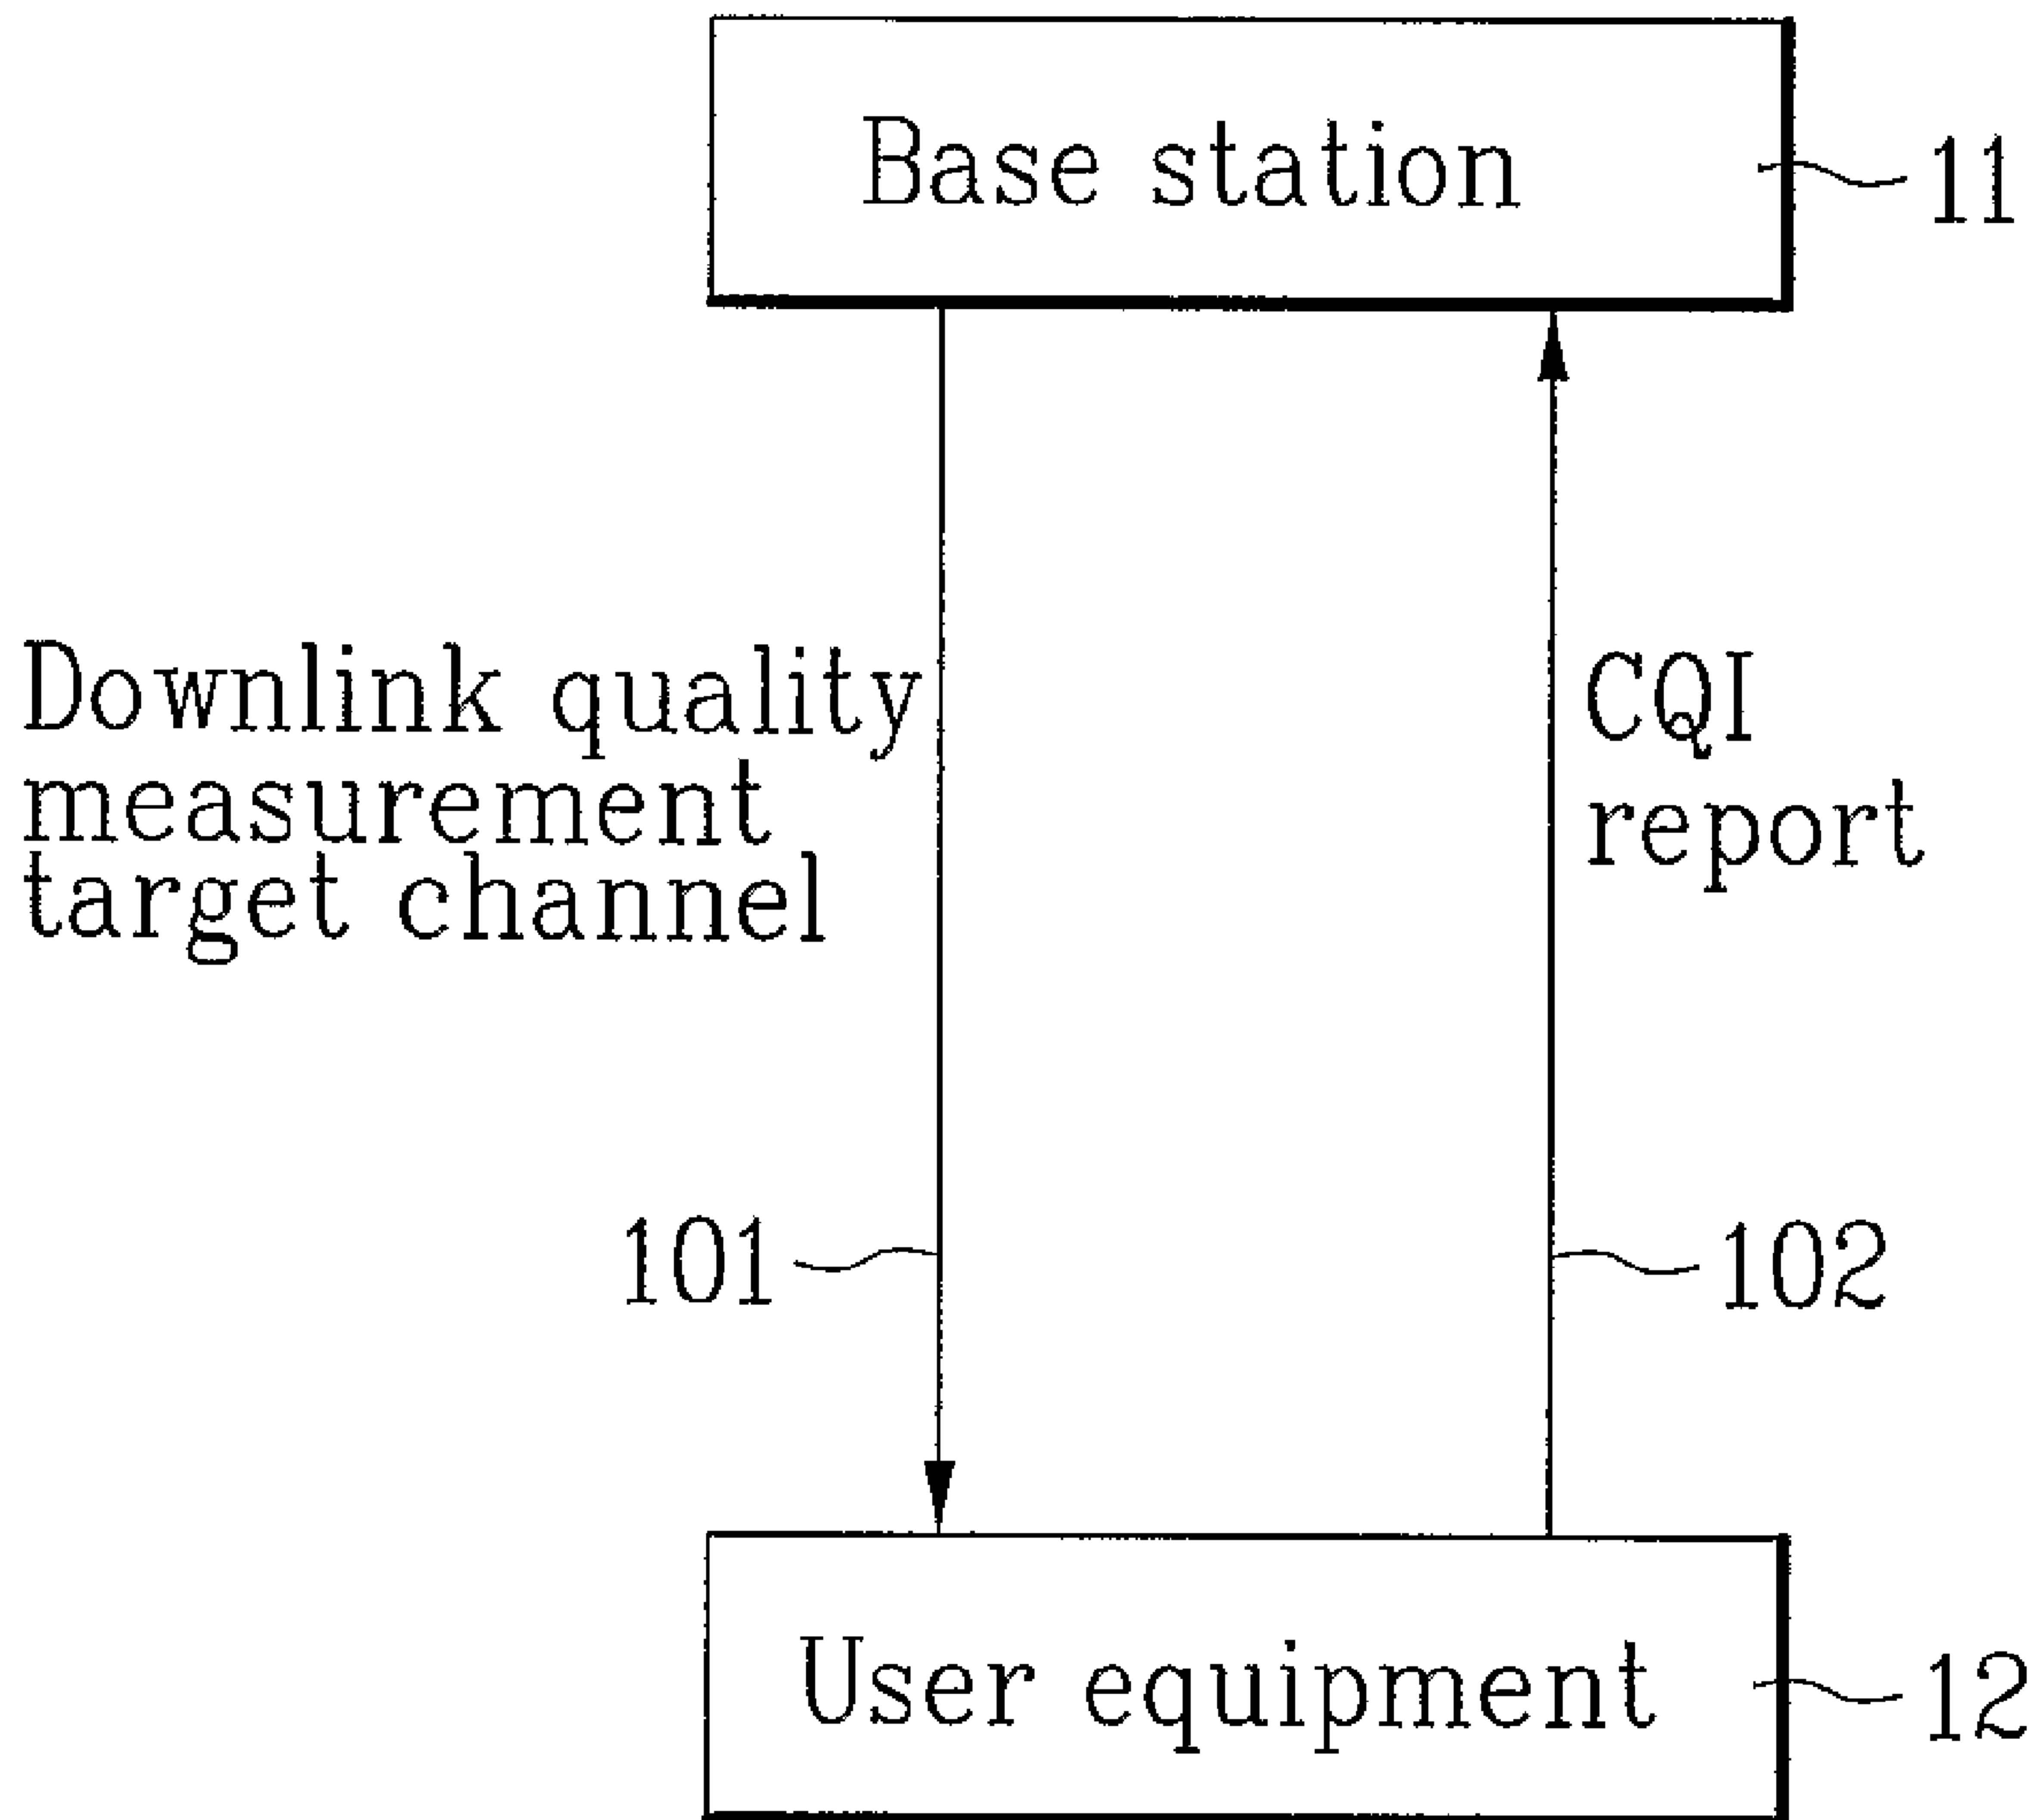 Base station
11
Downlink quality
measurement
target channel
CQI
report
101
102
User equipment
12